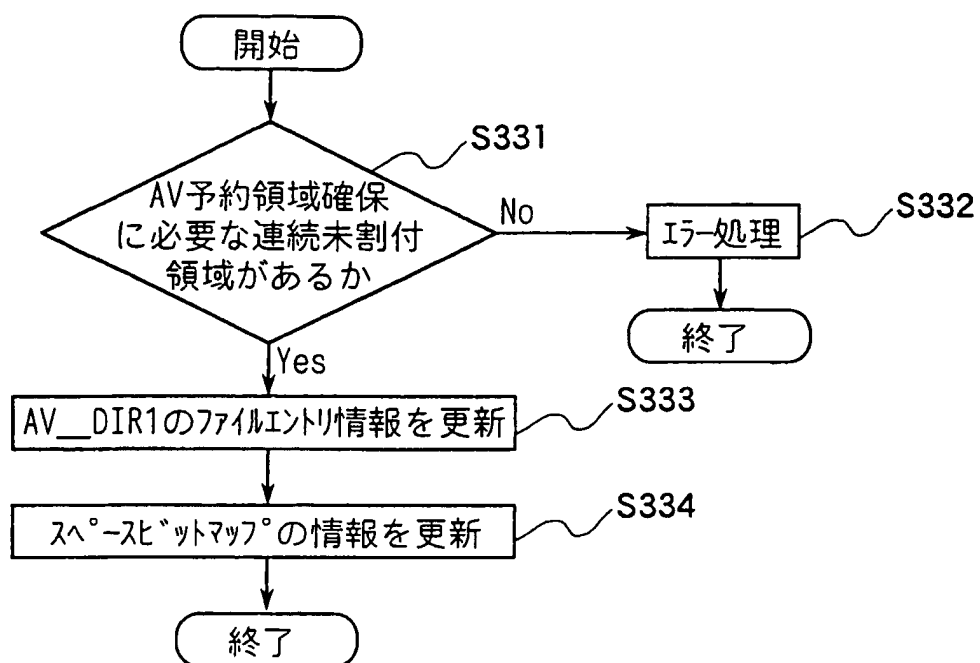 開始
S331
AV予約領域確保
に必要な連続未割付
領域があるか
No
S332
ｴﾗｰ処理
終了
Yes
S333
AV__DIR1のﾌｧｲﾙｴﾝﾄﾘ情報を更新
S334
ｽﾍﾟｰｽﾋﾞｯﾄﾏｯﾌﾟの情報を更新
終了